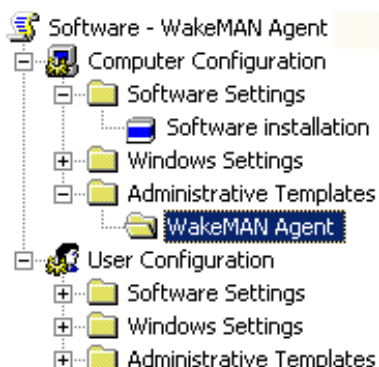 Software - WakeMAN Agent
Computer Configuration
Software Settings
Software installation
Windows Settings
Administrative Templates
WakeMAN Agent
User Configuration
Software Settings
Windows Settings
Administrative Templates